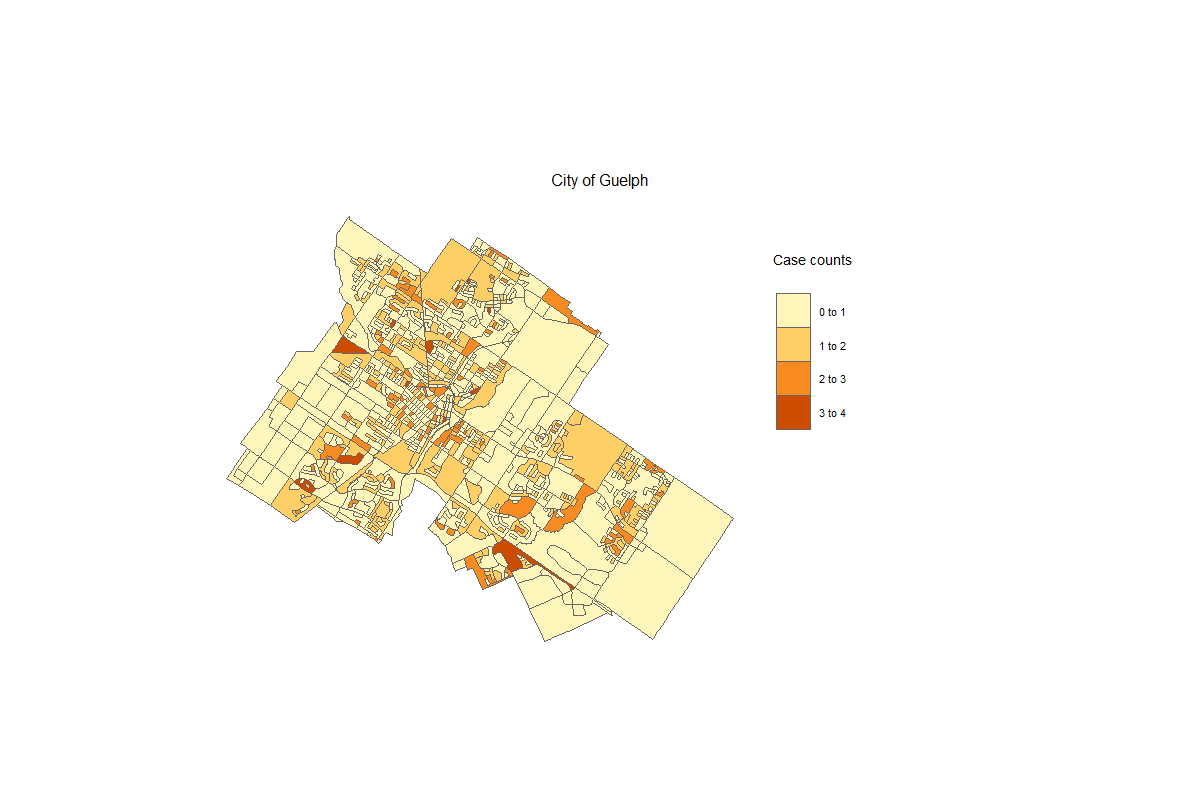 City of Guelph
Case counts
0 to 1
1 to 2
2 to 3
3 to 4